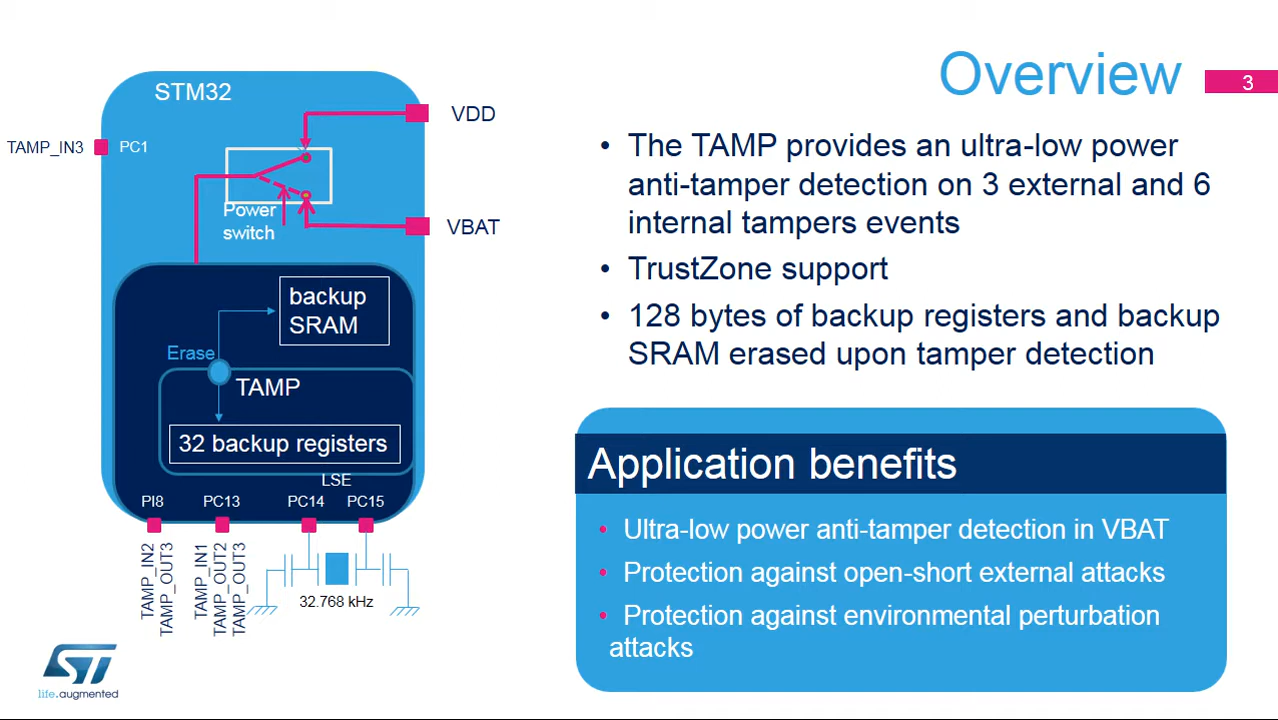 Overview
3
STM32
VDD
TAMP_IN3
PC1
Power
switch
VBAT
backup
SRAM
Erase
TAMP
32 backup registers
LSE
PI8
PC13
PC14
PC15
TAMP_IN2
TAMP_OUT3
TAMP_IN1
TAMP_OUT2
TAMP_OUT3
32.768 kHz
• The TAMP provides an ultra-low power
anti-tamper detection on 3 external and 6
internal tampers events
• TrustZone support
• 128 bytes of backup registers and backup
SRAM erased upon tamper detection
Application benefits
• Ultra-low power anti-tamper detection in VBAT
• Protection against open-short external attacks
• Protection against environmental perturbation
attacks
ST
life.augmented